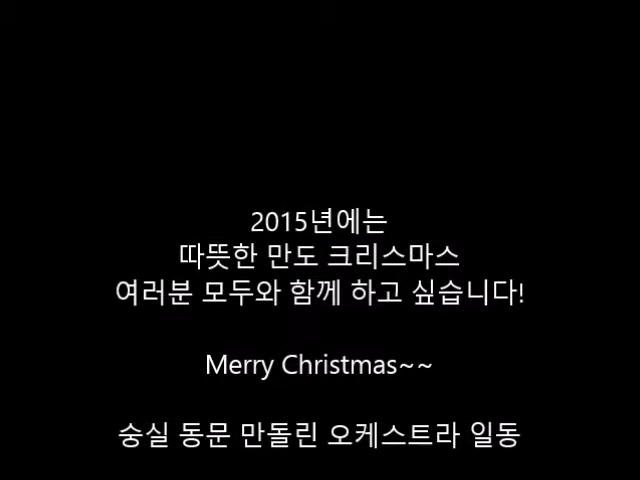 2015년에는
따뜻한 만도 크리스마스
여러분 모두와 함께 하고 싶습니다!
Merry Christmas~~
숭실 동문 만돌린 오케스트라 일동